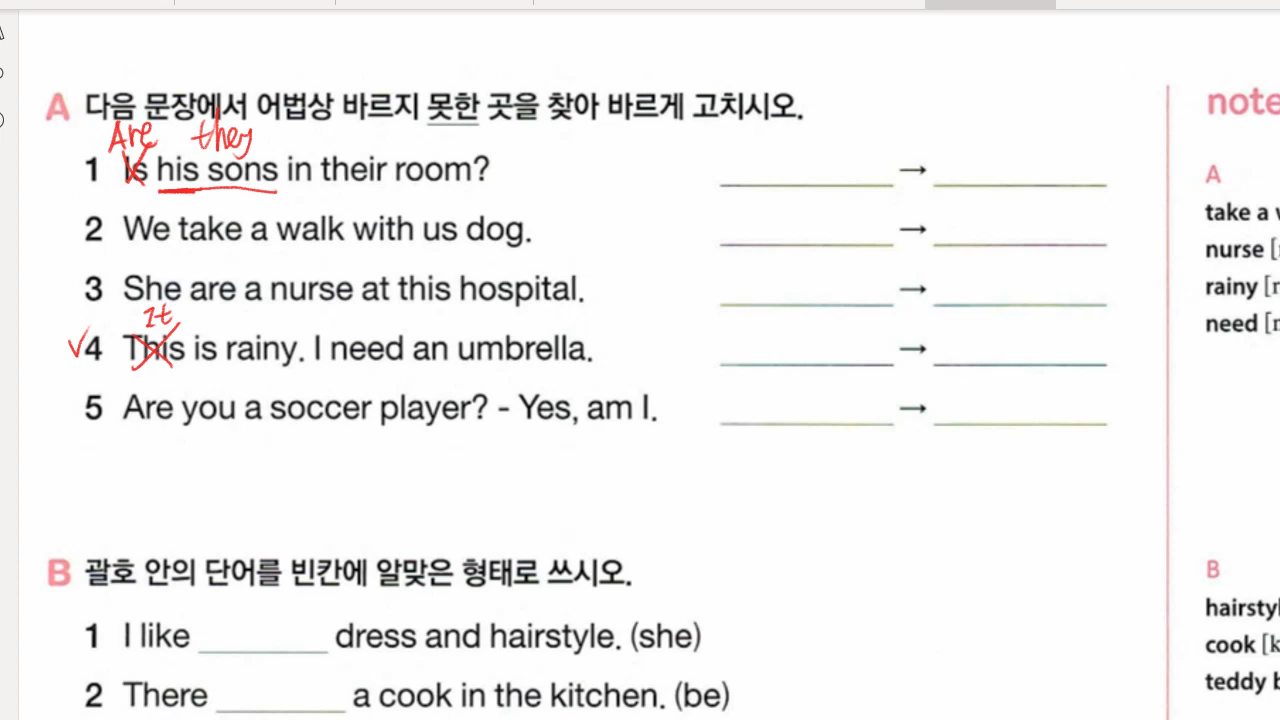 A 다음 문장에서 어법상 바르지 못한 곳을 찾아 바르게 고치시오.
Are they
1 Is his sons in their room? →
2 We take a walk with us dog. →
3 She are a nurse at this hospital. →
It
√4 This is rainy. I need an umbrella. →
5 Are you a soccer player? - Yes, am I. →
B 괄호 안의 단어를 빈칸에 알맞은 형태로 쓰시오.
1 I like ________ dress and hairstyle. (she)
2 There ________ a cook in the kitchen. (be)
note
A
take a
nurse [
rainy [
need [
B
hairsty
cook [k
teddy b